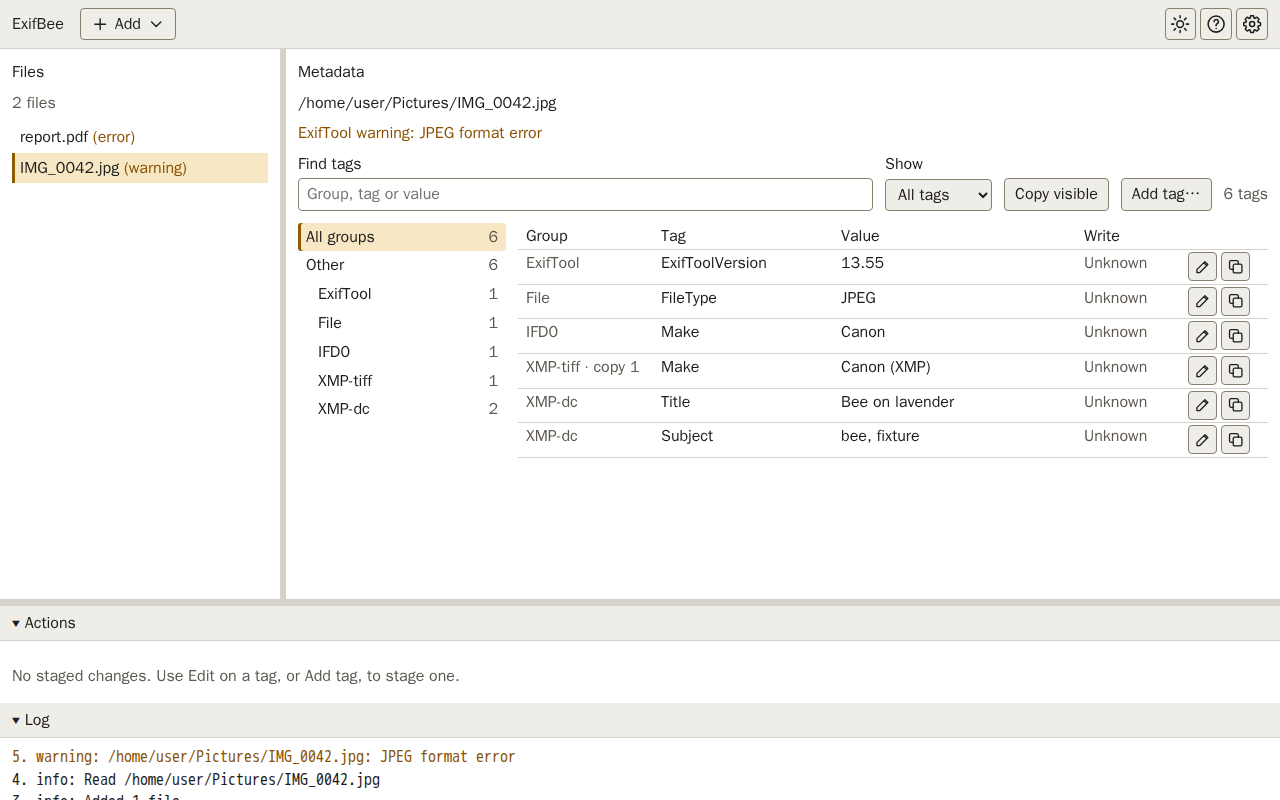 ExifBee
Add
Files
2 files
report.pdf (error)
IMG_0042.jpg (warning)
Metadata
/home/user/Pictures/IMG_0042.jpg
ExifTool warning: JPEG format error
Find tags
Show
Group, tag or value
All tags
Copy visible
Add tag⋯
6 tags
All groups 6
Other 6
ExifTool 1
File 1
IFD0 1
XMP-tiff 1
XMP-dc 2
Group Tag Value Write
ExifTool ExifToolVersion 13.55 Unknown
File FileType JPEG Unknown
IFD0 Make Canon Unknown
XMP-tiff · copy 1 Make Canon (XMP) Unknown
XMP-dc Title Bee on lavender Unknown
XMP-dc Subject bee, fixture Unknown
Actions
No staged changes. Use Edit on a tag, or Add tag, to stage one.
Log
5. warning: /home/user/Pictures/IMG_0042.jpg: JPEG format error
4. info: Read /home/user/Pictures/IMG_0042.jpg
3. info: Added 1 file